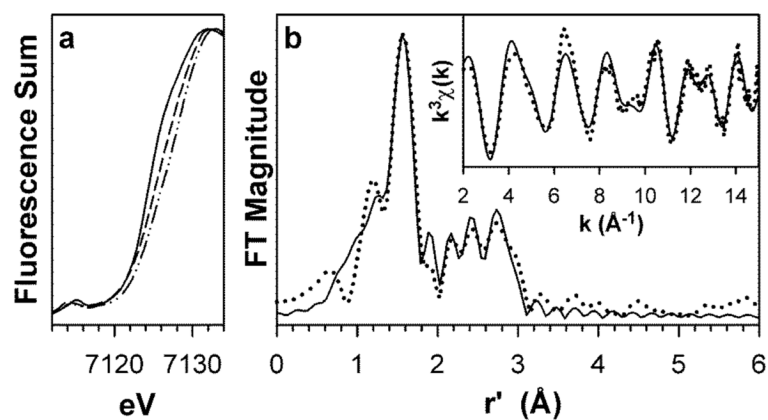 a
Fluorescence Sum
7120 7130
eV
b
FT Magnitude
0 1 2 3 4 5 6
r' (Å)
k³χ(k)
2 4 6 8 10 12 14
k (Å⁻¹)